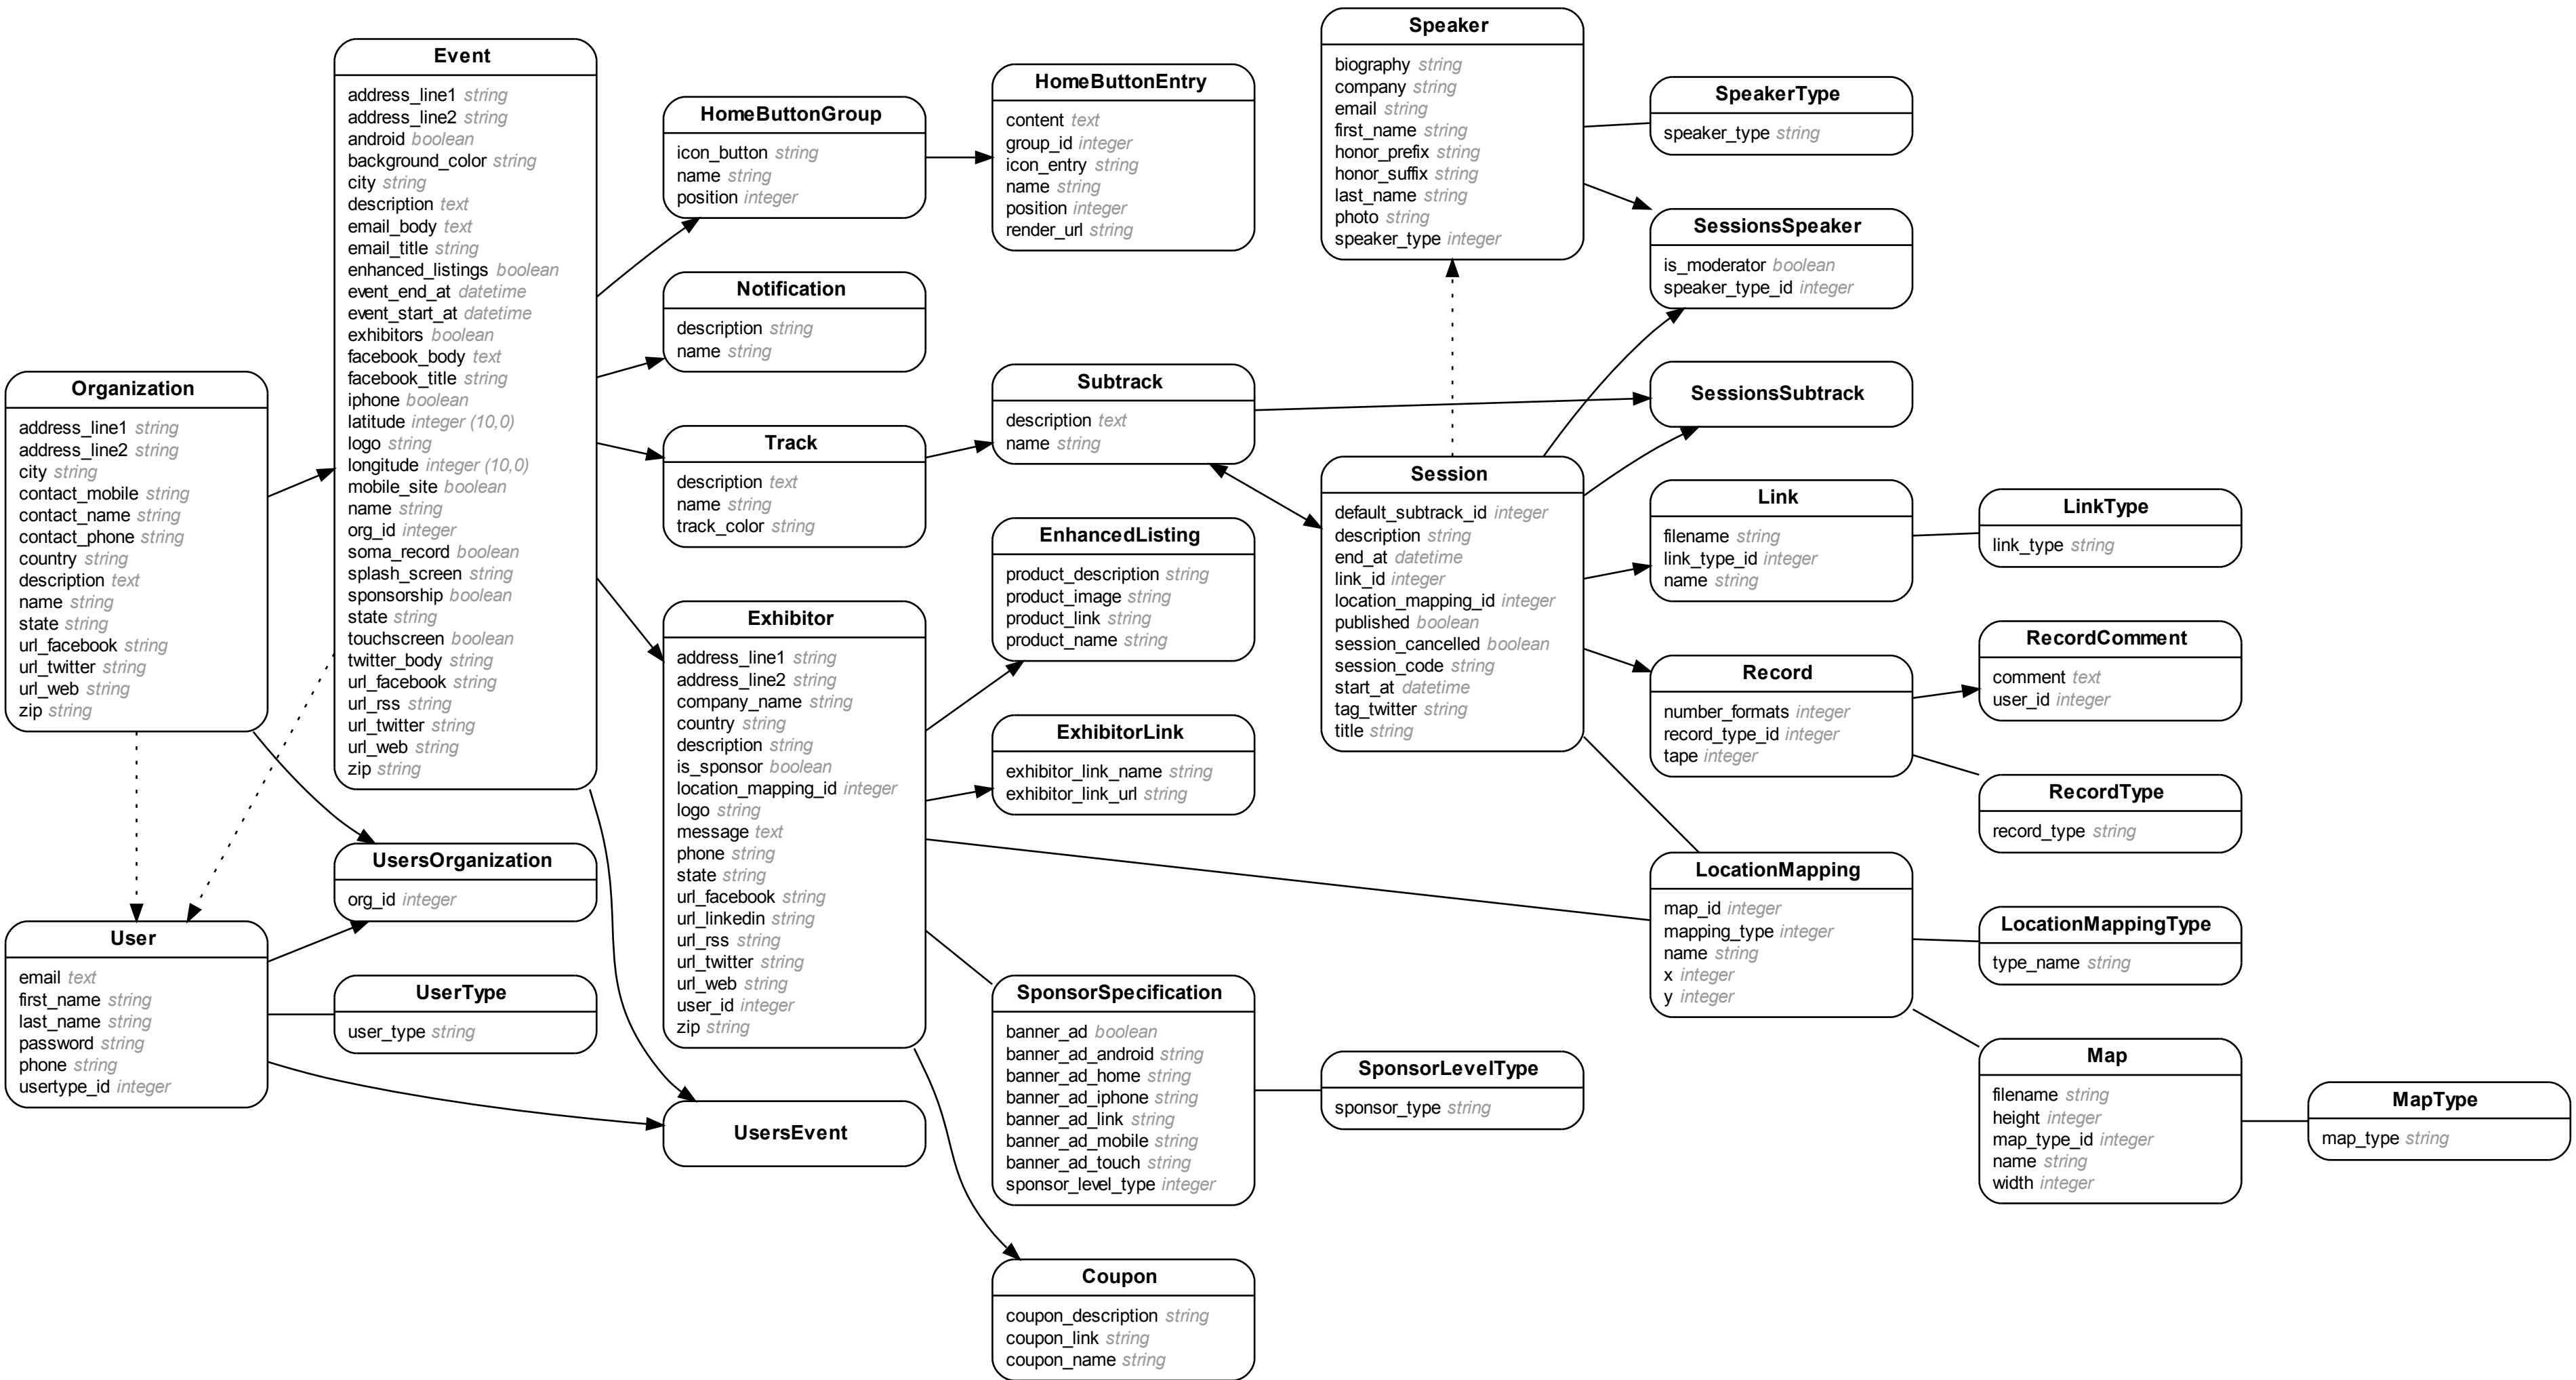 Organization
address_line1 string
address_line2 string
city string
contact_mobile string
contact_name string
contact_phone string
country string
description text
name string
state string
url_facebook string
url_twitter string
url_web string
zip string
User
email text
first_name string
last_name string
password string
phone string
usertype_id integer
Event
address_line1 string
address_line2 string
android boolean
background_color string
city string
description text
email_body text
email_title string
enhanced_listings boolean
event_end_at datetime
event_start_at datetime
exhibitors boolean
facebook_body text
facebook_title string
iphone boolean
latitude integer (10,0)
logo string
longitude integer (10,0)
mobile_site boolean
name string
org_id integer
soma_record boolean
splash_screen string
sponsorship boolean
state string
touchscreen boolean
twitter_body string
url_facebook string
url_rss string
url_twitter string
url_web string
zip string
UsersOrganization
org_id integer
UserType
user_type string
HomeButtonGroup
icon_button string
name string
position integer
Notification
description string
name string
Track
description text
name string
track_color string
Exhibitor
address_line1 string
address_line2 string
company_name string
country string
description string
is_sponsor boolean
location_mapping_id integer
logo string
message text
phone string
state string
url_facebook string
url_linkedin string
url_rss string
url_twitter string
url_web string
user_id integer
zip string
UsersEvent
HomeButtonEntry
content text
group_id integer
icon_entry string
name string
position integer
render_url string
Subtrack
description text
name string
EnhancedListing
product_description string
product_image string
product_link string
product_name string
ExhibitorLink
exhibitor_link_name string
exhibitor_link_url string
SponsorSpecification
banner_ad boolean
banner_ad_android string
banner_ad_home string
banner_ad_iphone string
banner_ad_link string
banner_ad_mobile string
banner_ad_touch string
sponsor_level_type integer
Coupon
coupon_description string
coupon_link string
coupon_name string
Speaker
biography string
company string
email string
first_name string
honor_prefix string
honor_suffix string
last_name string
photo string
speaker_type integer
Session
default_subtrack_id integer
description string
end_at datetime
link_id integer
location_mapping_id integer
published boolean
session_cancelled boolean
session_code string
start_at datetime
tag_twitter string
title string
SponsorLevelType
sponsor_type string
SpeakerType
speaker_type string
SessionsSpeaker
is_moderator boolean
speaker_type_id integer
SessionsSubtrack
Link
filename string
link_type_id integer
name string
Record
number_formats integer
record_type_id integer
tape integer
LocationMapping
map_id integer
mapping_type integer
name string
x integer
y integer
LinkType
link_type string
RecordComment
comment text
user_id integer
RecordType
record_type string
LocationMappingType
type_name string
Map
filename string
height integer
map_type_id integer
name string
width integer
MapType
map_type string